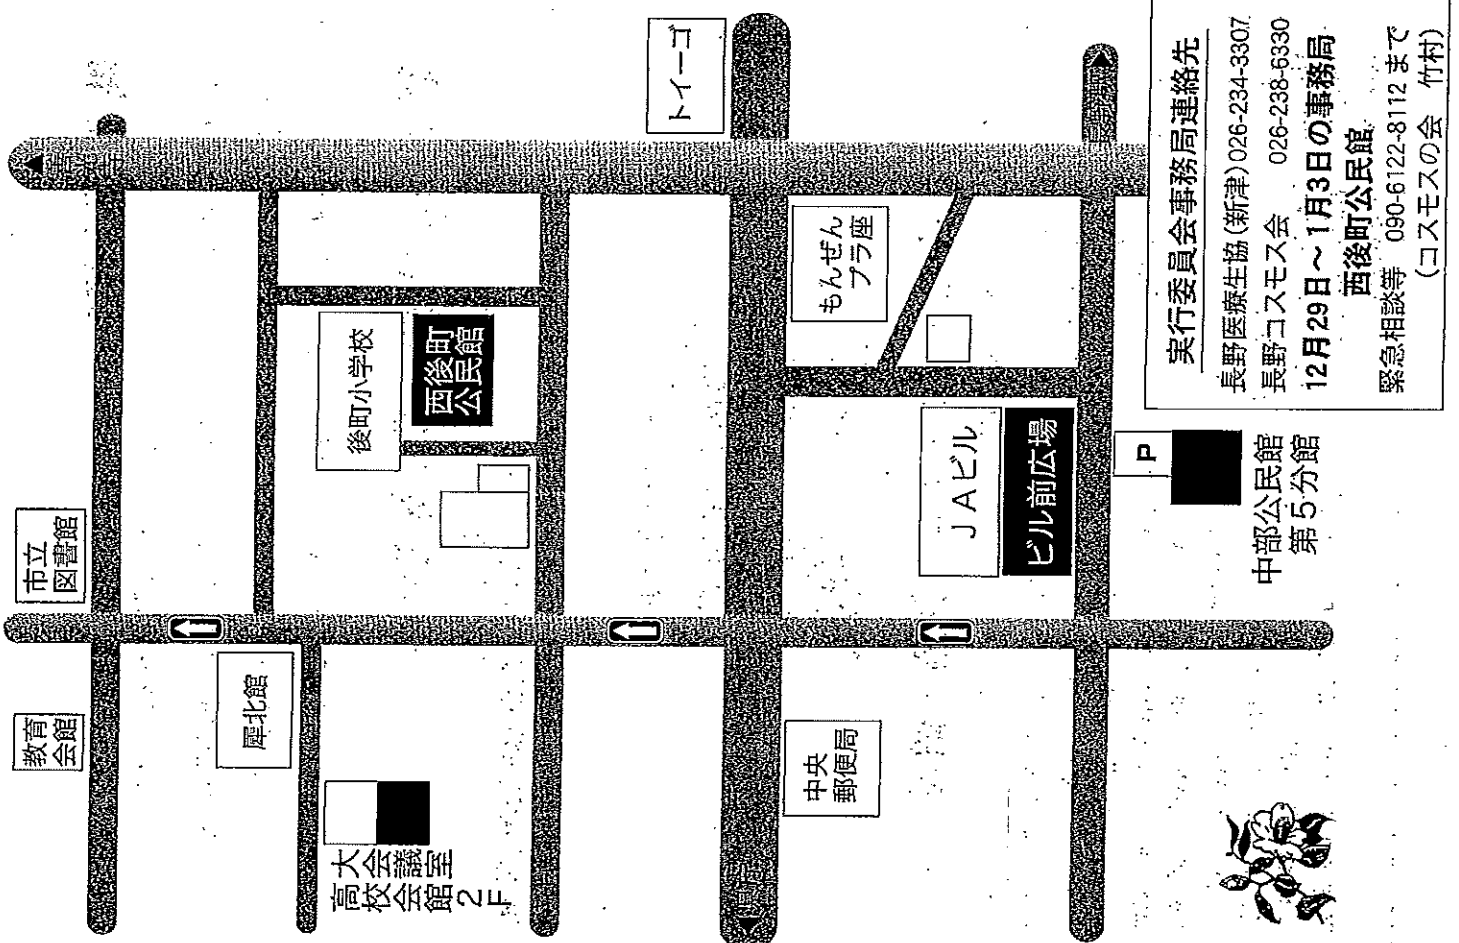 トイーゴ
もんぜん
プラ座
後町小学校
西後町
公民館
市立
図書館
JAビル
ビル前広場
P
中部公民館
第5分館
教育
会館
犀北館
中央
郵便局
大会議室
高校会館2F
実行委員会事務局連絡先
長野医療生協(新津)026-234-3307
長野コスモス会 026-238-6330
12月29日～1月3日の事務局
西後町公民館
緊急相談等 090-6122-8112まで
(コスモスの会 竹村)